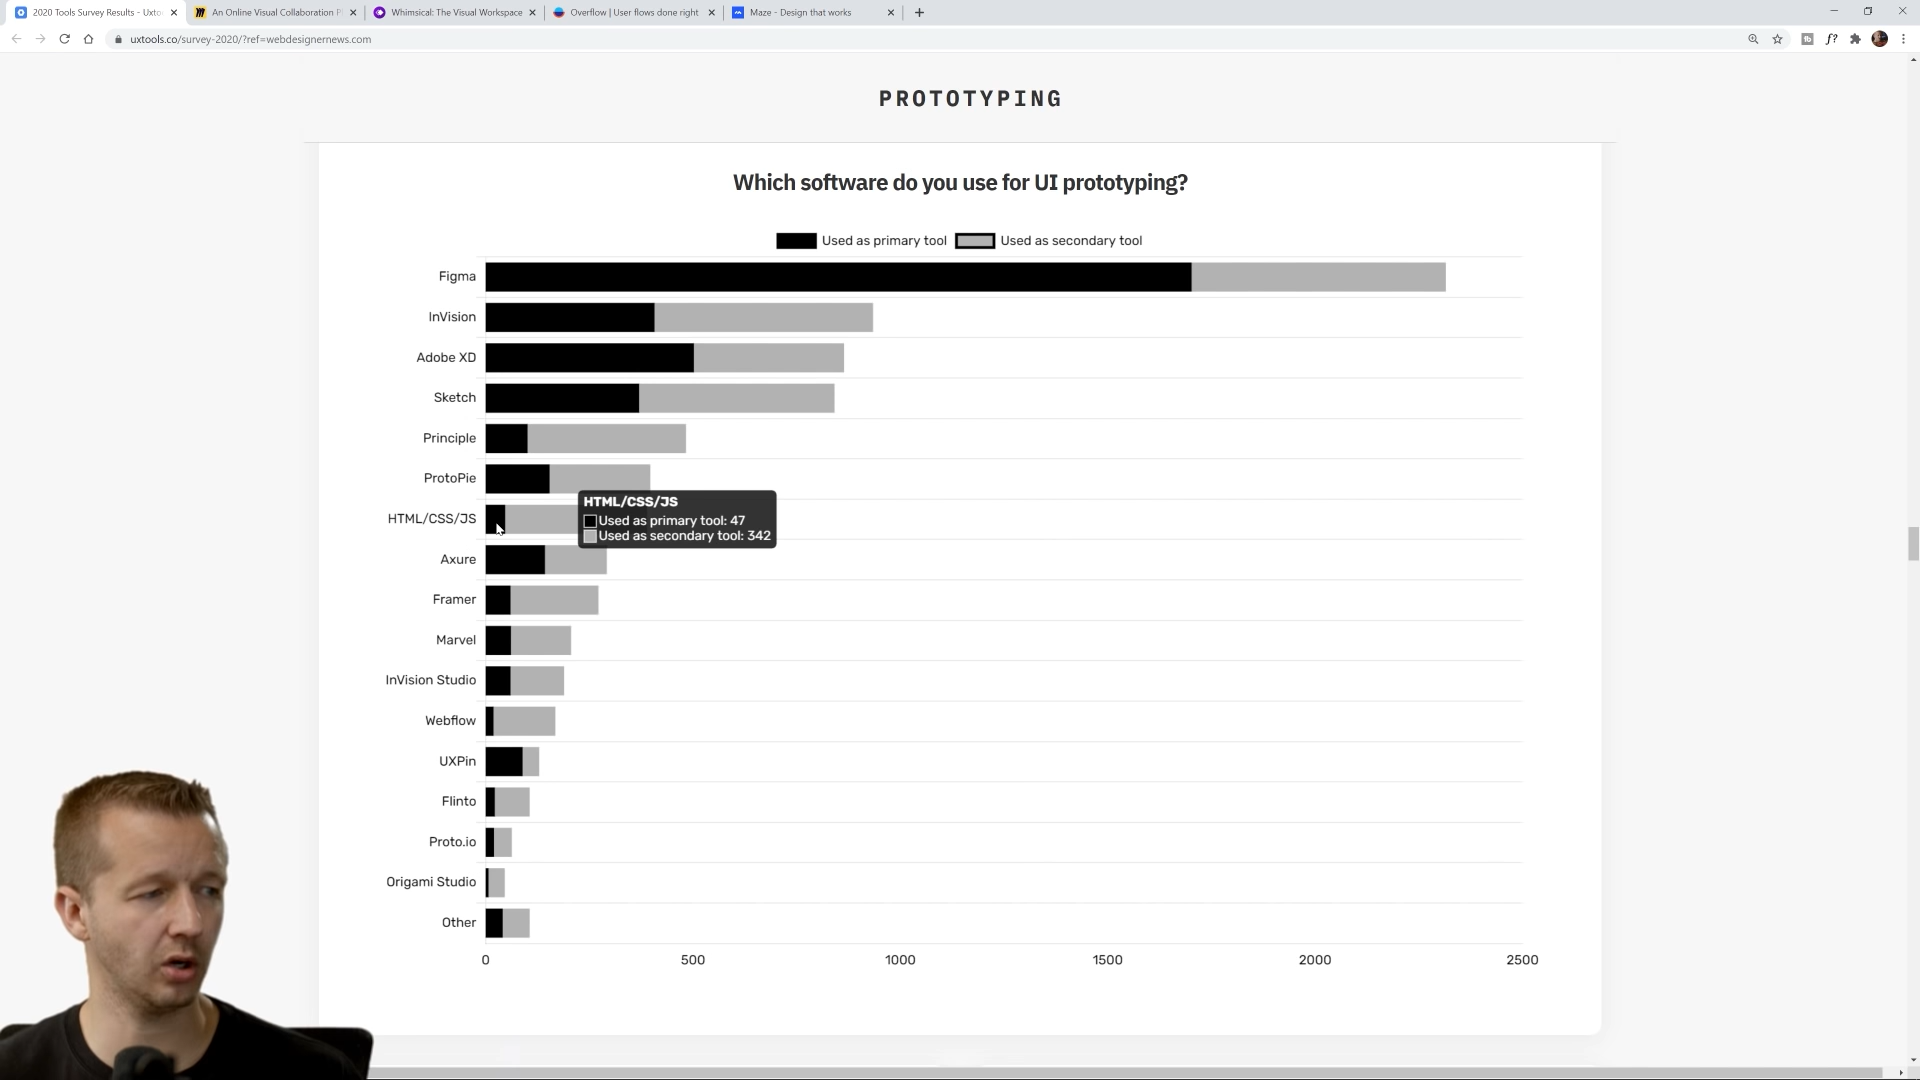 2020 Tools Survey Results - Uxto
An Online Visual Collaboration P
Whimsical: The Visual Workspace
Overflow | User flows done right
Maze - Design that works
uxtools.co/survey-2020/?ref=webdesignernews.com
f?
PROTOTYPING
Which software do you use for UI prototyping?
Used as primary tool
Used as secondary tool
Figma
InVision
Adobe XD
Sketch
Principle
ProtoPie
HTML/CSS/JS
HTML/CSS/JS
Used as primary tool: 47
Used as secondary tool: 342
Axure
Framer
Marvel
InVision Studio
Webflow
UXPin
Flinto
Proto.io
Origami Studio
Other
0 500 1000 1500 2000 2500